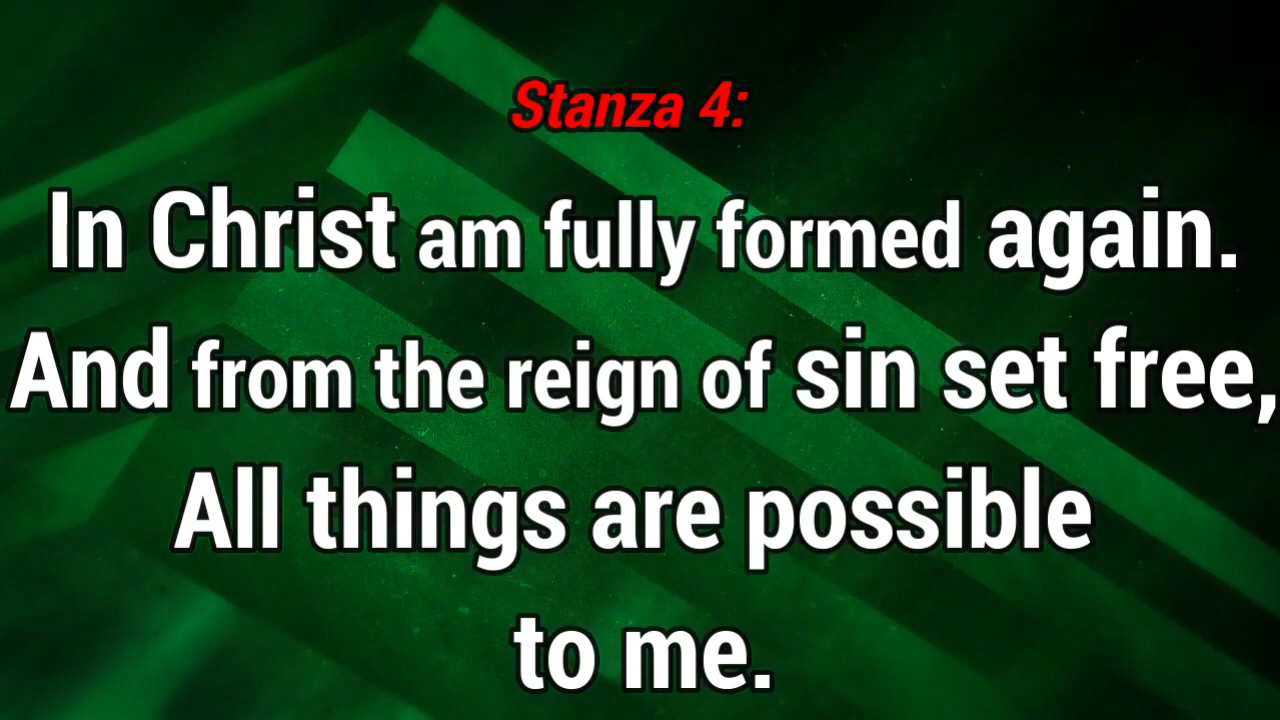 Stanza 4:
In Christ am fully formed again.
And from the reign of sin set free,
All things are possible
to me.